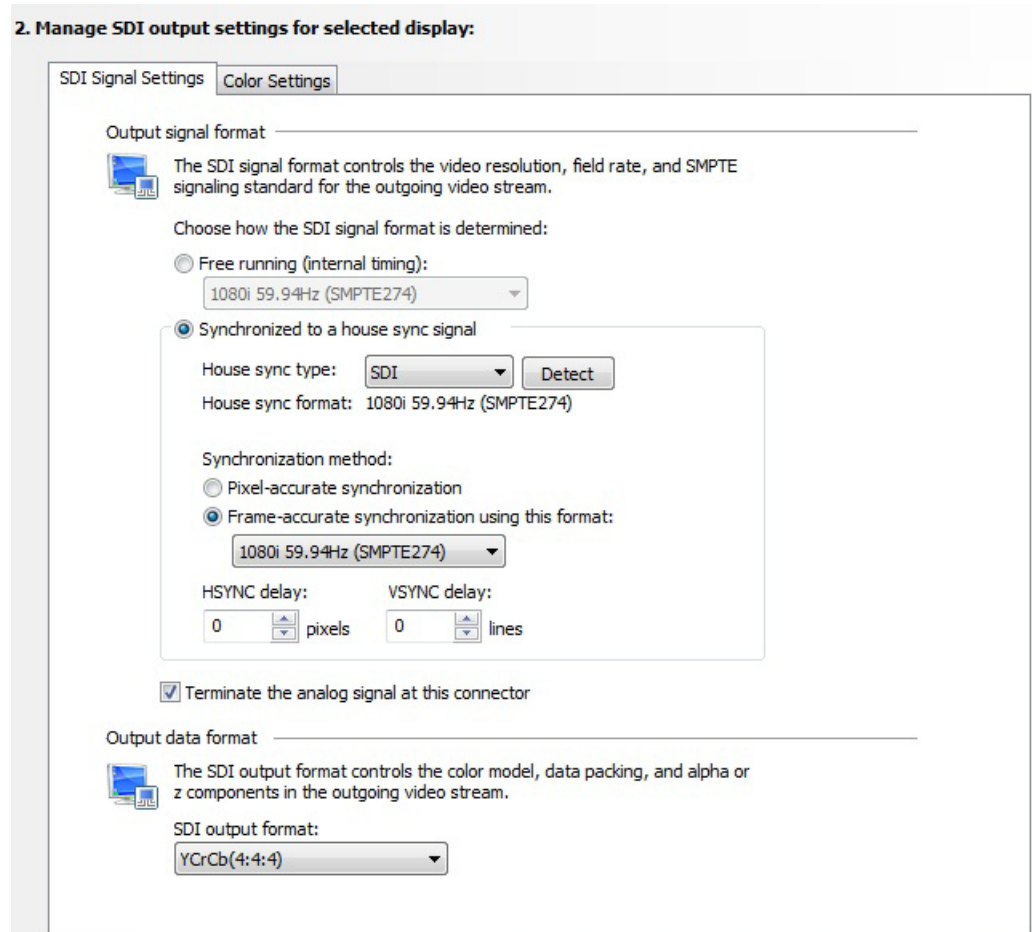 2. Manage SDI output settings for selected display:
SDI Signal Settings
Color Settings
Output signal format
The SDI signal format controls the video resolution, field rate, and SMPTE
signaling standard for the outgoing video stream.
Choose how the SDI signal format is determined:
Free running (internal timing):
1080i 59.94Hz (SMPTE274)
Synchronized to a house sync signal
House sync type:
SDI
Detect
House sync format: 1080i 59.94Hz (SMPTE274)
Synchronization method:
Pixel-accurate synchronization
Frame-accurate synchronization using this format:
1080i 59.94Hz (SMPTE274)
HSYNC delay:
VSYNC delay:
0 pixels
0 lines
Terminate the analog signal at this connector
Output data format
The SDI output format controls the color model, data packing, and alpha or
z components in the outgoing video stream.
SDI output format:
YCrCb(4:4:4)